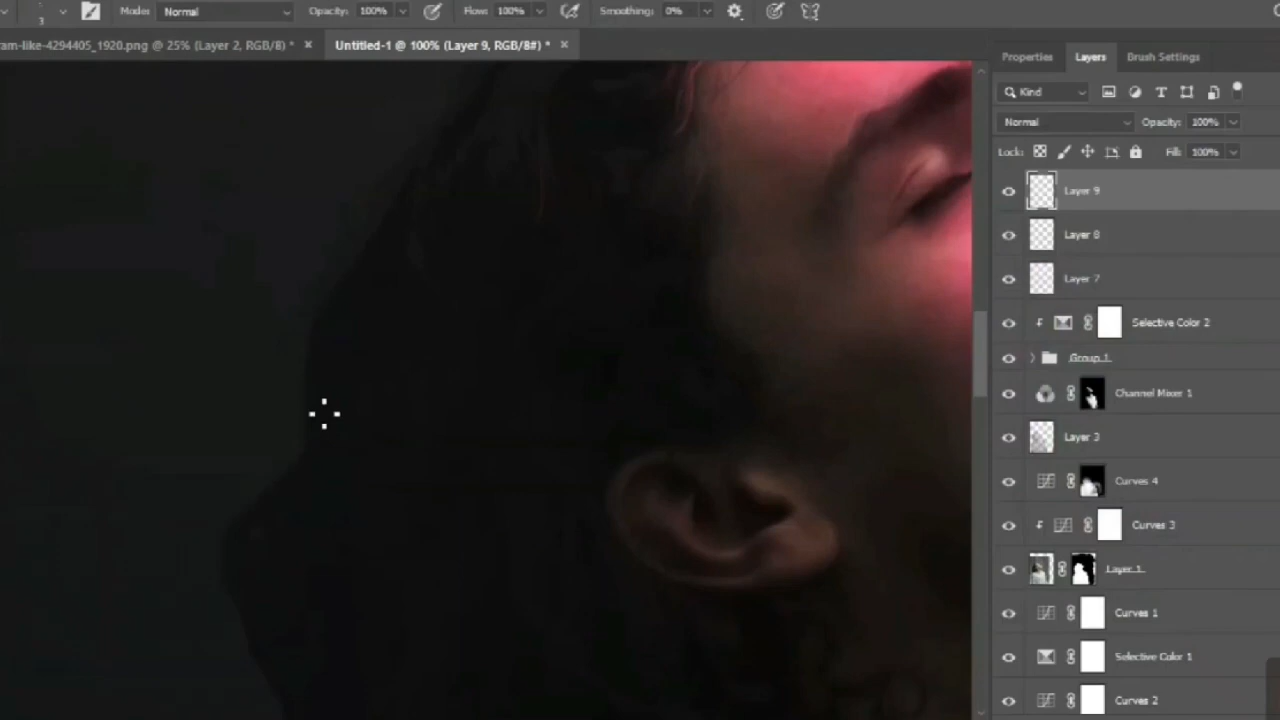 3 Mode: Normal Opacity: 100% Flow: 100% Smoothing: 0%
am-like-4294405_1920.png @ 25% (Layer 2, RGB/8) * × Untitled-1 @ 100% (Layer 9, RGB/8#) * ×
Properties Layers Brush Settings
Kind
Normal Opacity: 100%
Lock: Fill: 100%
Layer 9
Layer 8
Layer 7
Selective Color 2
Group 1
Channel Mixer 1
Layer 3
Curves 4
Curves 3
Layer 1
Curves 1
Selective Color 1
Curves 2